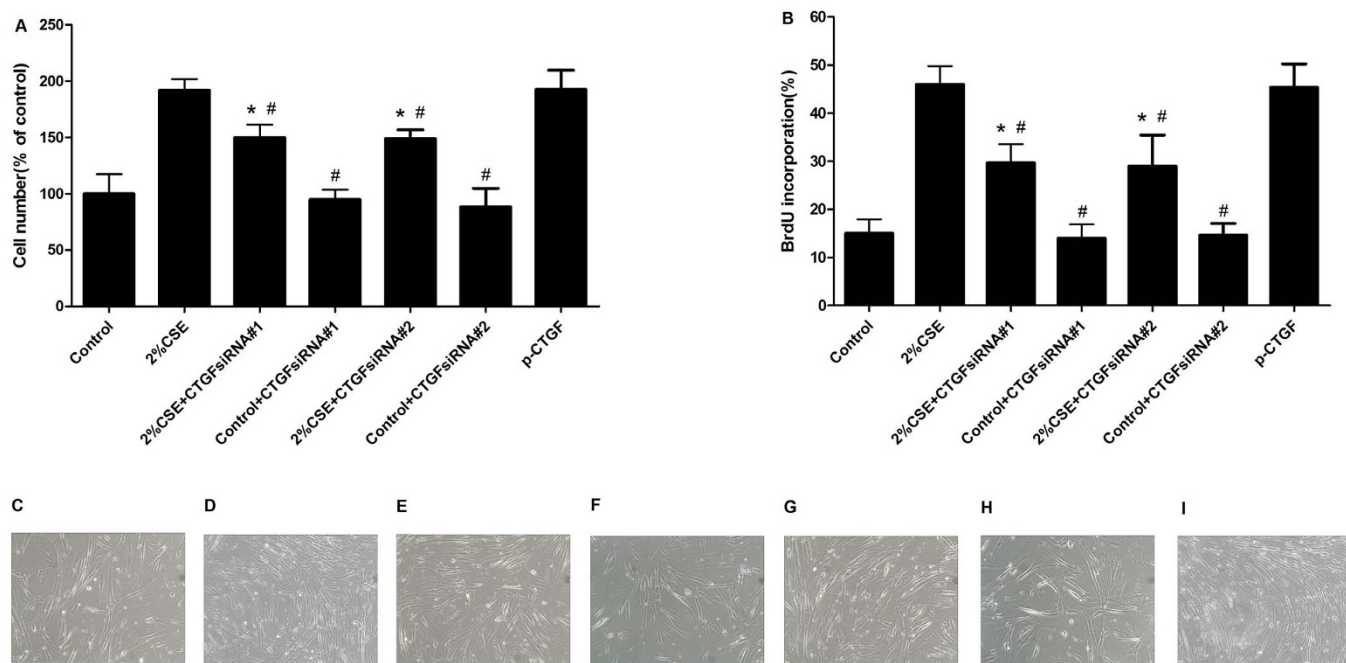 A
Cell number(% of control)
250
200
150
100
50
0
* #
#
* #
#
Control
2%CSE
2%CSE+CTGFsiRNA#1
Control+CTGFsiRNA#1
2%CSE+CTGFsiRNA#2
Control+CTGFsiRNA#2
p-CTGF
B
BrdU incorporation(%)
60
50
40
30
20
10
0
* #
#
* #
#
Control
2%CSE
2%CSE+CTGFsiRNA#1
Control+CTGFsiRNA#1
2%CSE+CTGFsiRNA#2
Control+CTGFsiRNA#2
p-CTGF
C D E F G H I